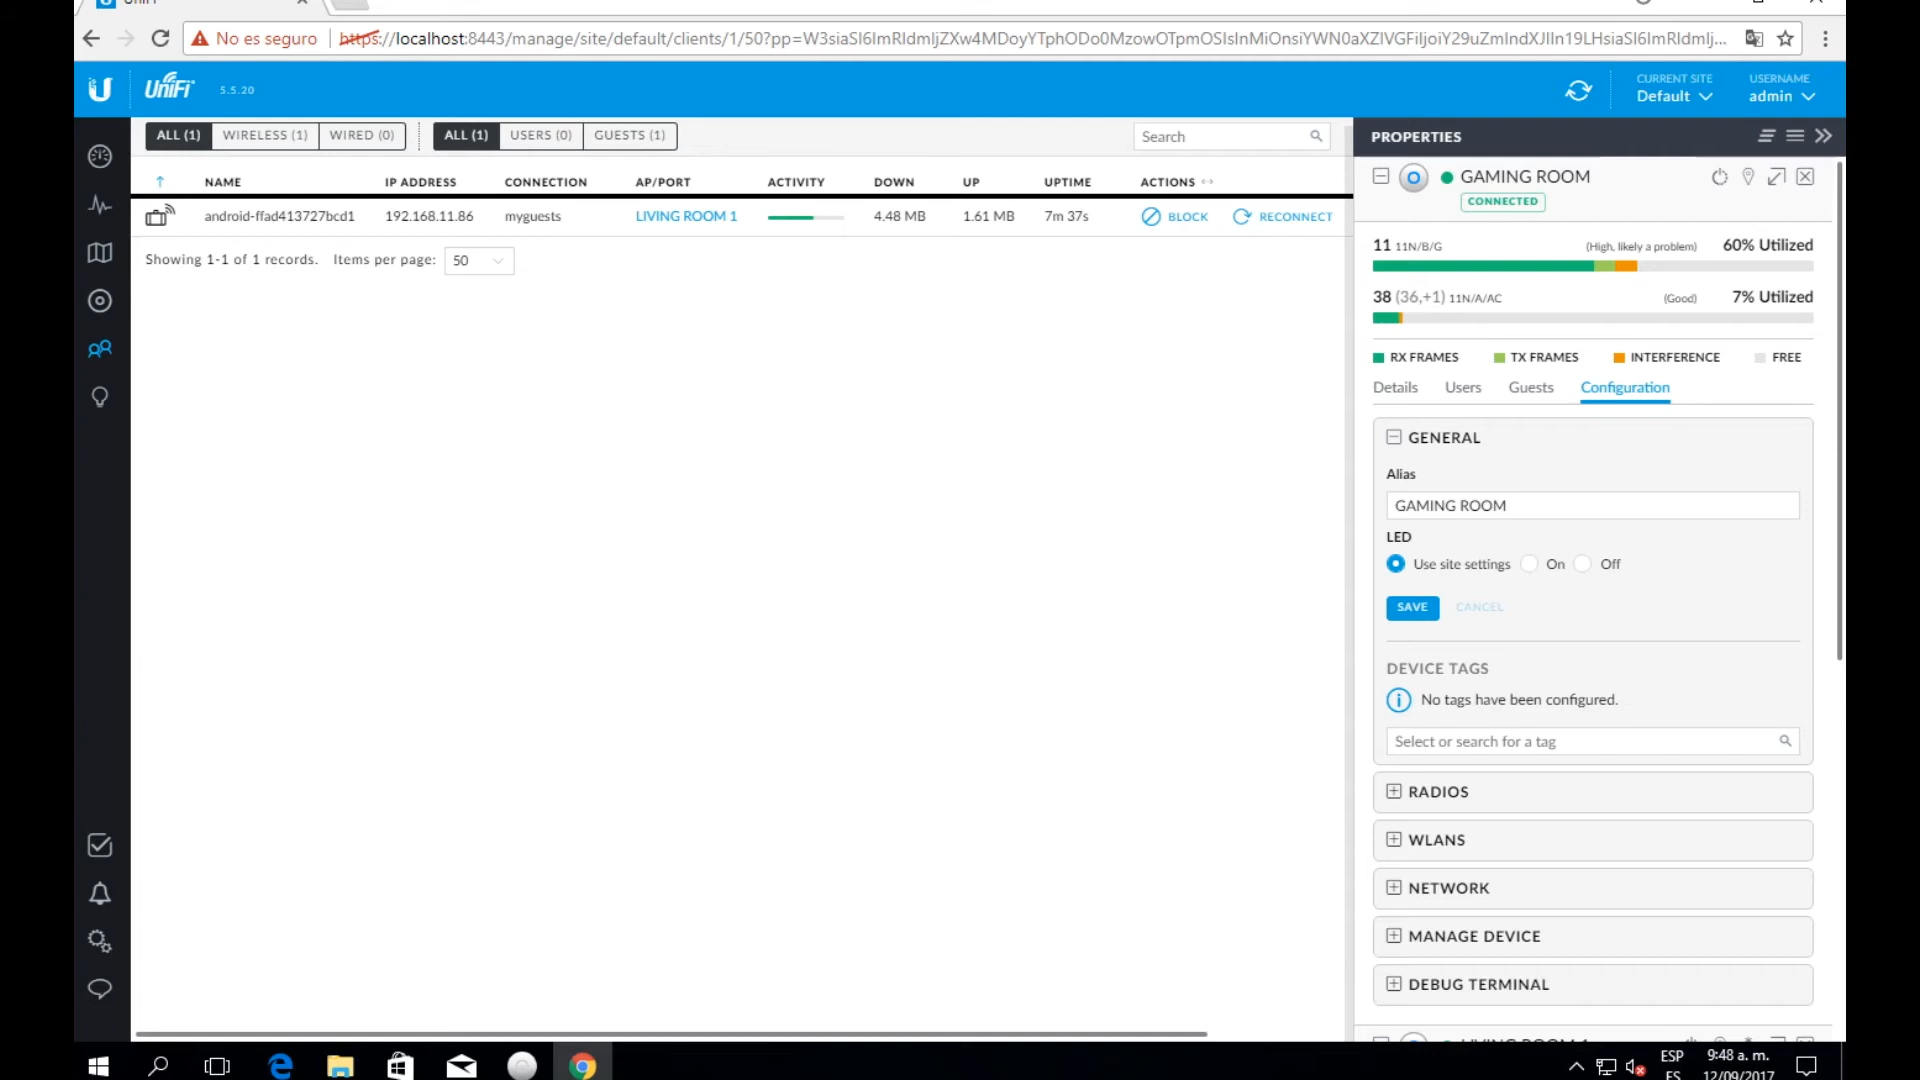 No es seguro
https://localhost:8443/manage/site/default/clients/1/50?pp=W3siaSI6ImRldmljZXw4MDoyYTphODo0MzowOTpmOSIsInMiOnsiYWN0aXZlVGFiIjoiY29uZmlndXJlIn19LHsiaSI6ImRldmlj...
UniFi 5.5.20
CURRENT SITE
Default
USERNAME
admin
ALL (1) WIRELESS (1) WIRED (0) ALL (1) USERS (0) GUESTS (1) Search
NAME IP ADDRESS CONNECTION AP/PORT ACTIVITY DOWN UP UPTIME ACTIONS
android-ffad413727bcd1 192.168.11.86 myguests LIVING ROOM 1 4.48 MB 1.61 MB 7m 37s BLOCK RECONNECT
Showing 1-1 of 1 records. Items per page: 50
PROPERTIES
GAMING ROOM
CONNECTED
11 11N/B/G (High, likely a problem) 60% Utilized
38 (36,+1) 11N/A/AC (Good) 7% Utilized
RX FRAMES TX FRAMES INTERFERENCE FREE
Details Users Guests Configuration
GENERAL
Alias
GAMING ROOM
LED
Use site settings On Off
SAVE CANCEL
DEVICE TAGS
No tags have been configured.
Select or search for a tag
RADIOS
WLANS
NETWORK
MANAGE DEVICE
DEBUG TERMINAL
ESP
ES
9:48 a. m.
12/09/2017